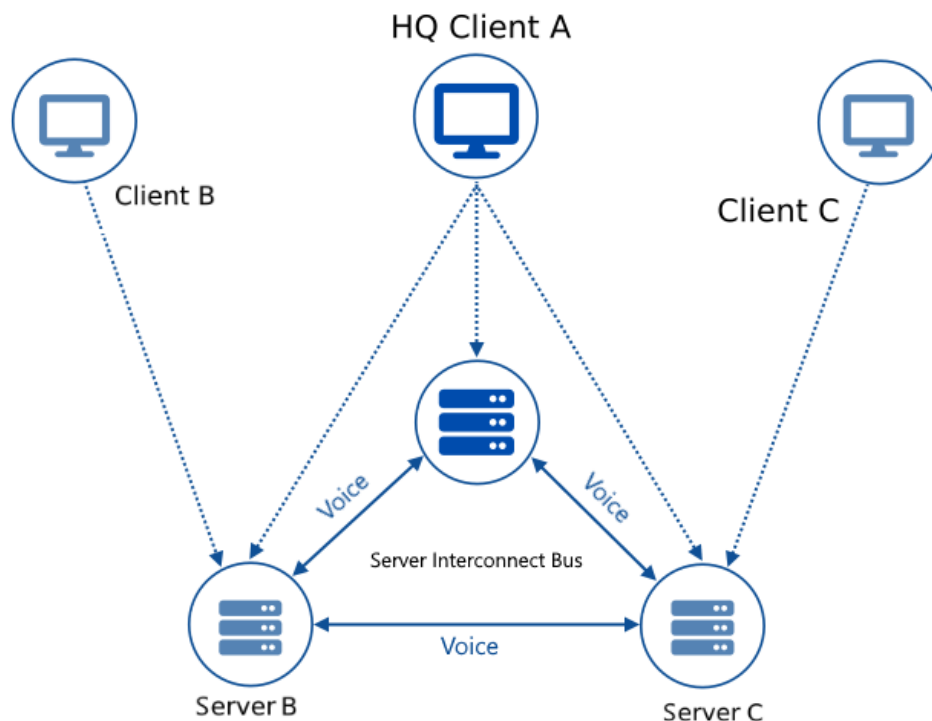 HQ Client A
Client B
Client C
Voice
Voice
Server Interconnect Bus
Voice
Server B
Server C